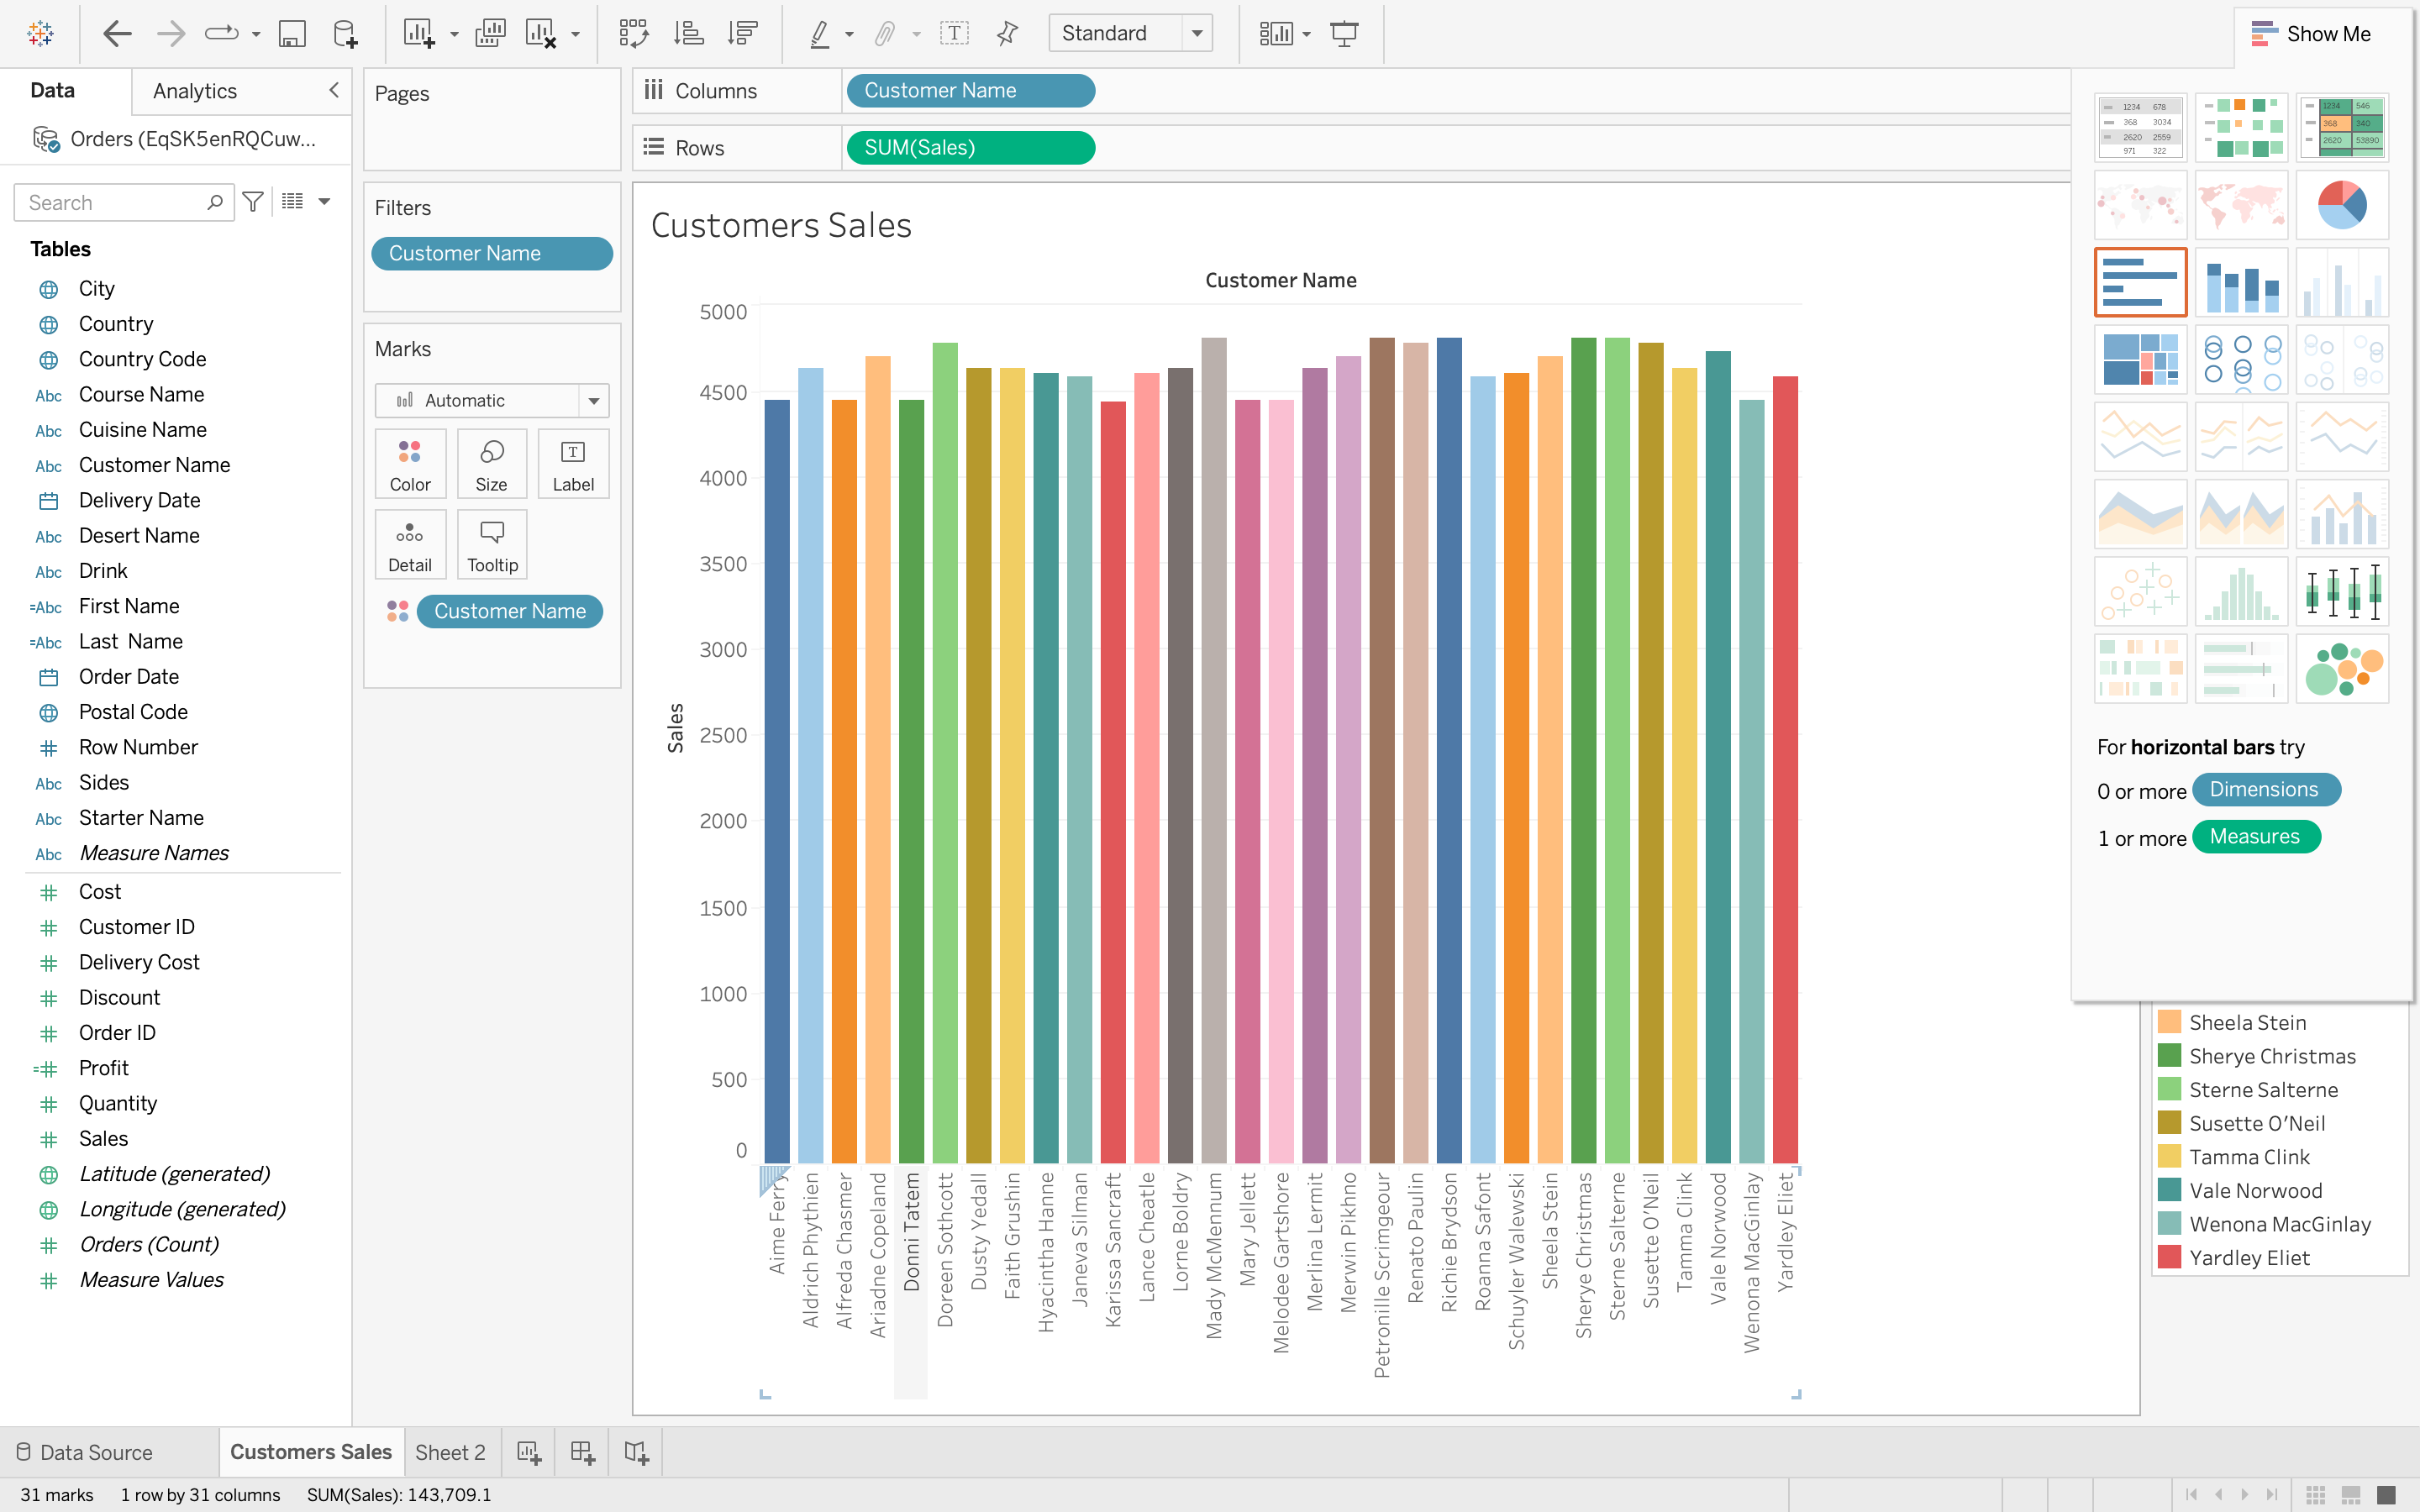 Standard
Show Me
Data
Analytics
Pages
Columns
Customer Name
Orders (EqSK5enRQCuw...
Rows
SUM(Sales)
Search
Filters
Customer Name
Tables
City
Country
Country Code
Abc Course Name
Abc Cuisine Name
Abc Customer Name
Delivery Date
Abc Desert Name
Abc Drink
=Abc First Name
=Abc Last  Name
Order Date
Postal Code
# Row Number
Abc Sides
Abc Starter Name
Abc Measure Names
# Cost
# Customer ID
# Delivery Cost
# Discount
# Order ID
=# Profit
# Quantity
# Sales
Latitude (generated)
Longitude (generated)
# Orders (Count)
# Measure Values
Marks
Automatic
Color
Size
T
Label
Detail
Tooltip
Customer Name
Customers Sales
Customer Name
Sales
5000
4500
4000
3500
3000
2500
2000
1500
1000
500
0
Aime Ferry
Aldrich Phythien
Alfreda Chasmer
Ariadne Copeland
Donni Tatem
Doreen Sothcott
Dusty Yedall
Faith Grushin
Hyacintha Hanne
Janeva Silman
Karissa Sancraft
Lance Cheatle
Lorne Boldry
Mady McMennum
Mary Jellett
Melodee Gartshore
Merlina Lermit
Merwin Pikhno
Petronille Scrimgeour
Renato Paulin
Richie Brydson
Roanna Safont
Schuyler Walewski
Sheela Stein
Sherye Christmas
Sterne Salterne
Susette O'Neil
Tamma Clink
Vale Norwood
Wenona MacGinlay
Yardley Eliet
1234 678
368 3034
2620 2559
971 322
1234 546
368 340
2620 53890
For horizontal bars try
0 or more Dimensions
1 or more Measures
Sheela Stein
Sherye Christmas
Sterne Salterne
Susette O'Neil
Tamma Clink
Vale Norwood
Wenona MacGinlay
Yardley Eliet
Data Source
Customers Sales
Sheet 2
31 marks
1 row by 31 columns
SUM(Sales): 143,709.1